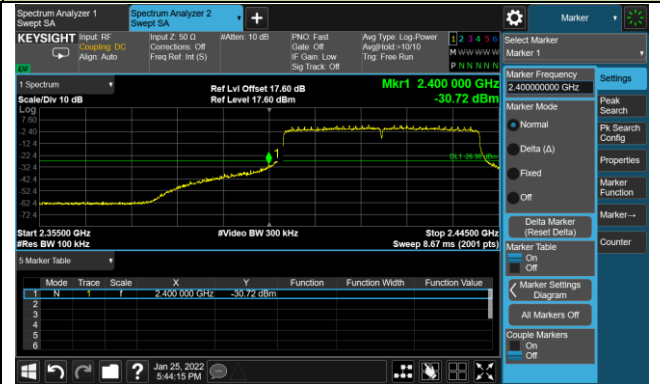 Spectrum Analyzer 1
Swept SA
Spectrum Analyzer 2
Swept SA
+
Marker
KEYSIGHT
Input: RF
Coupling: DC
Align: Auto
Input Z: 50 Ω
Corrections: Off
Freq Ref: Int (S)
#Atten: 10 dB
PNO: Fast
Gate: Off
IF Gain: Low
Sig Track: Off
Avg Type: Log-Power
Avg|Hold:>10/10
Trig: Free Run
1 2 3 4 5 6
M W W W W W
P N N N N N
Select Marker
Marker 1
1 Spectrum
Scale/Div 10 dB
Log
Ref Lvl Offset 17.60 dB
Ref Level 17.60 dBm
Mkr1 2.400 000 GHz
-30.72 dBm
7.60
-2.40
-12.4
-22.4
-32.4
-42.4
-52.4
-62.4
-72.4
1
Start 2.35500 GHz
#Res BW 100 kHz
#Video BW 300 kHz
Stop 2.44500 GHz
Sweep 8.67 ms (2001 pts)
5 Marker Table
Mode Trace Scale X Y Function Function Width Function Value
1 N 1 f 2.400 000 GHz -30.72 dBm
2
3
4
5
6
Marker Frequency
2.400000000 GHz
Marker Mode
Normal
Delta (Δ)
Fixed
Off
Delta Marker
(Reset Delta)
Marker Table
On
Off
Marker Settings
Diagram
All Markers Off
Couple Markers
On
Off
Settings
Peak
Search
Pk Search
Config
Properties
Marker
Function
Marker→
Counter
?
Jan 25, 2022
5:44:15 PM